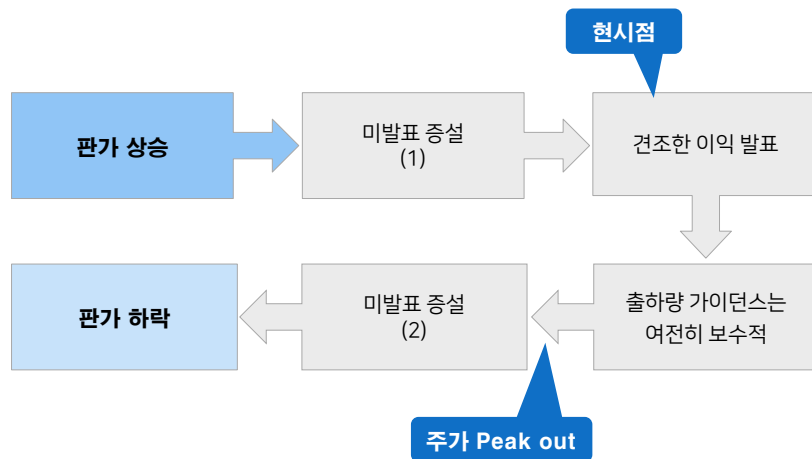 현시점
판가 상승
미발표 증설
(1)
견조한 이익 발표
출하량 가이던스는
여전히 보수적
미발표 증설
(2)
판가 하락
주가 Peak out